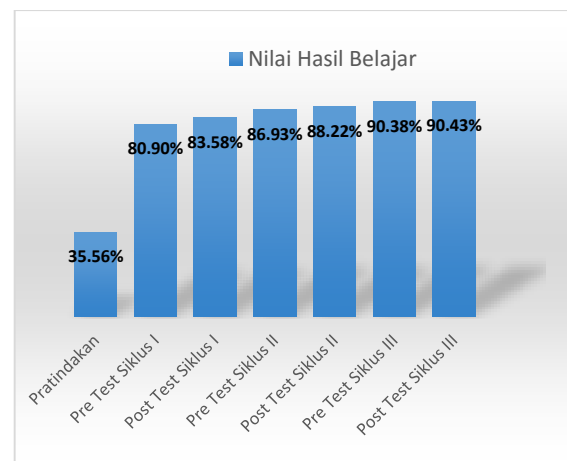 Nilai Hasil Belajar
35.56%
80.90%
83.58%
86.93%
88.22%
90.38%
90.43%
Pratindakan
Pre Test Siklus I
Post Test Siklus I
Pre Test Siklus II
Post Test Siklus II
Pre Test Siklus III
Post Test Siklus III